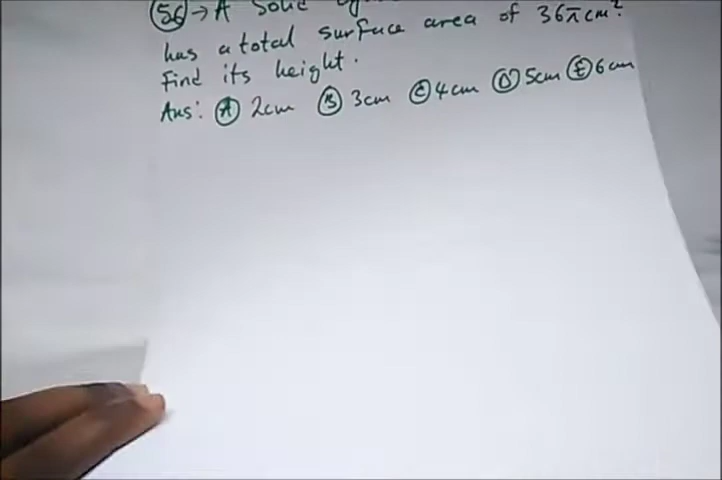 56 → A Solid
has a total surface area of 36π cm².
Find its height.
Ans: A 2cm B 3cm C 4cm D 5cm E 6cm